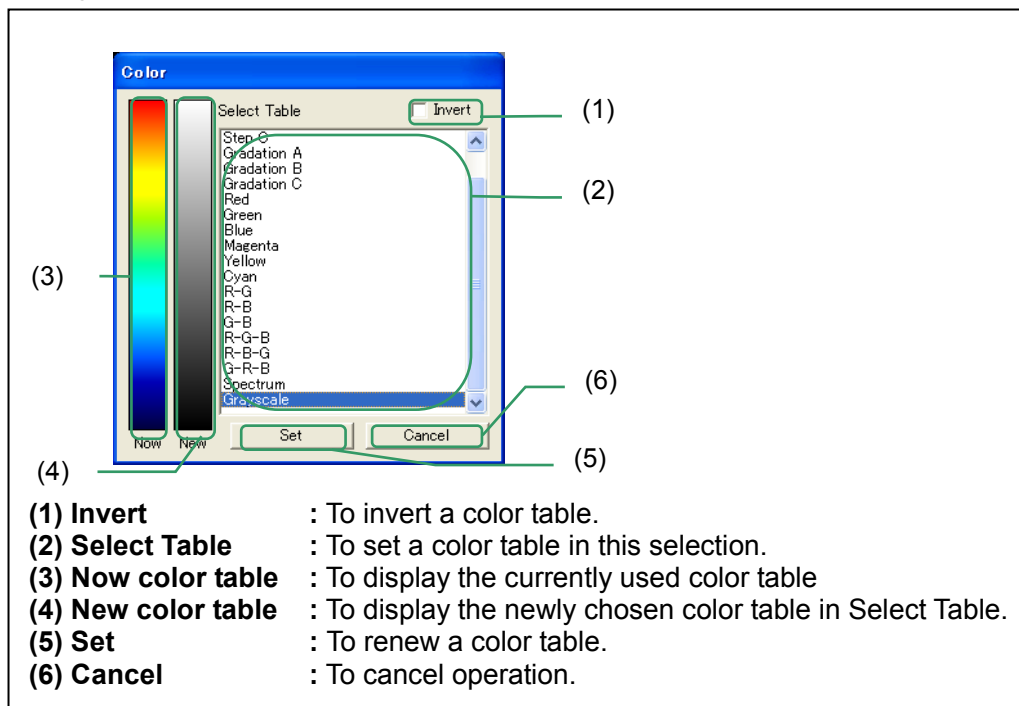 Color
Select Table
Invert
(1)
Step C
Gradation A
Gradation B
Gradation C
(2)
Red
Green
Blue
Magenta
Yellow
Cyan
(3)
R-G
R-B
G-B
R-G-B
R-B-G
G-R-B
Spectrum
(6)
Grayscale
Now
New
Set
Cancel
(5)
(4)
(1) Invert : To invert a color table.
(2) Select Table : To set a color table in this selection.
(3) Now color table : To display the currently used color table
(4) New color table : To display the newly chosen color table in Select Table.
(5) Set : To renew a color table.
(6) Cancel : To cancel operation.